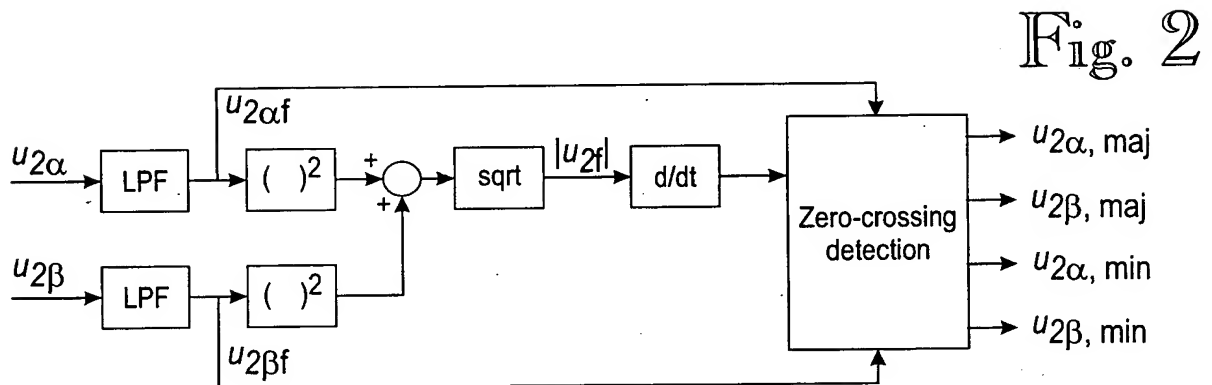 Fig. 2
u2αf
u2α
LPF
( )2
+
+
sqrt
|u2f|
d/dt
Zero-crossing
detection
u2α, maj
u2β, maj
u2α, min
u2β, min
u2β
LPF
( )2
u2βf